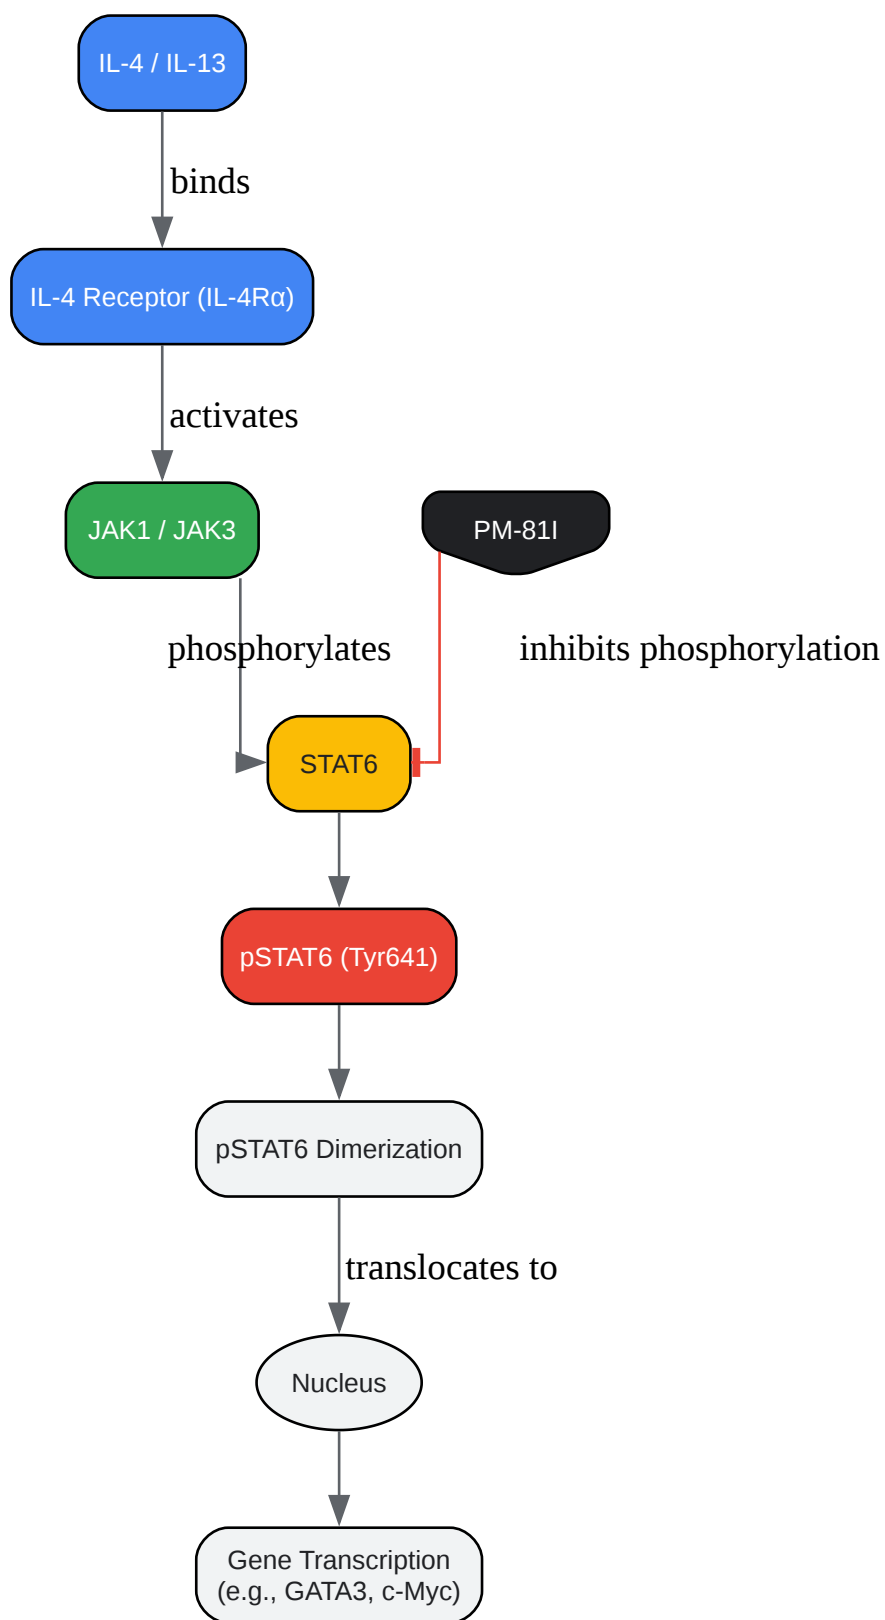 IL-4 / IL-13
binds
IL-4 Receptor (IL-4Rα)
activates
JAK1 / JAK3
PM-81I
phosphorylates
inhibits phosphorylation
STAT6
pSTAT6 (Tyr641)
pSTAT6 Dimerization
translocates to
Nucleus
Gene Transcription
(e.g., GATA3, c-Myc)